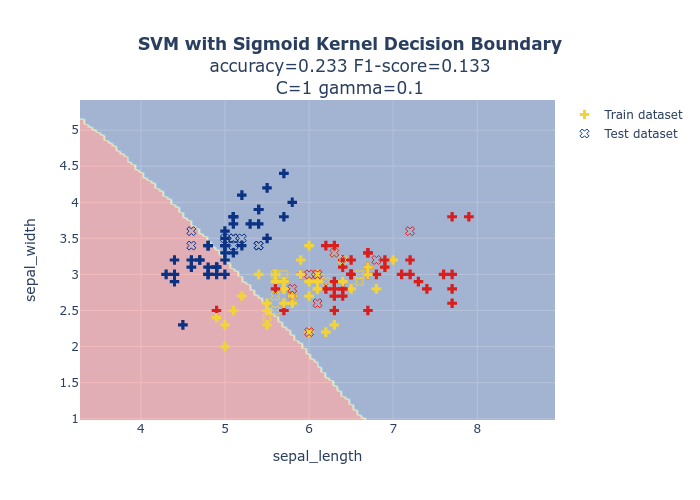 SVM with Sigmoid Kernel Decision Boundary
accuracy=0.233 F1-score=0.133
C=1 gamma=0.1
Train dataset
Test dataset
sepal_width
5
4.5
4
3.5
3
2.5
2
1.5
1
4
5
6
7
8
sepal_length